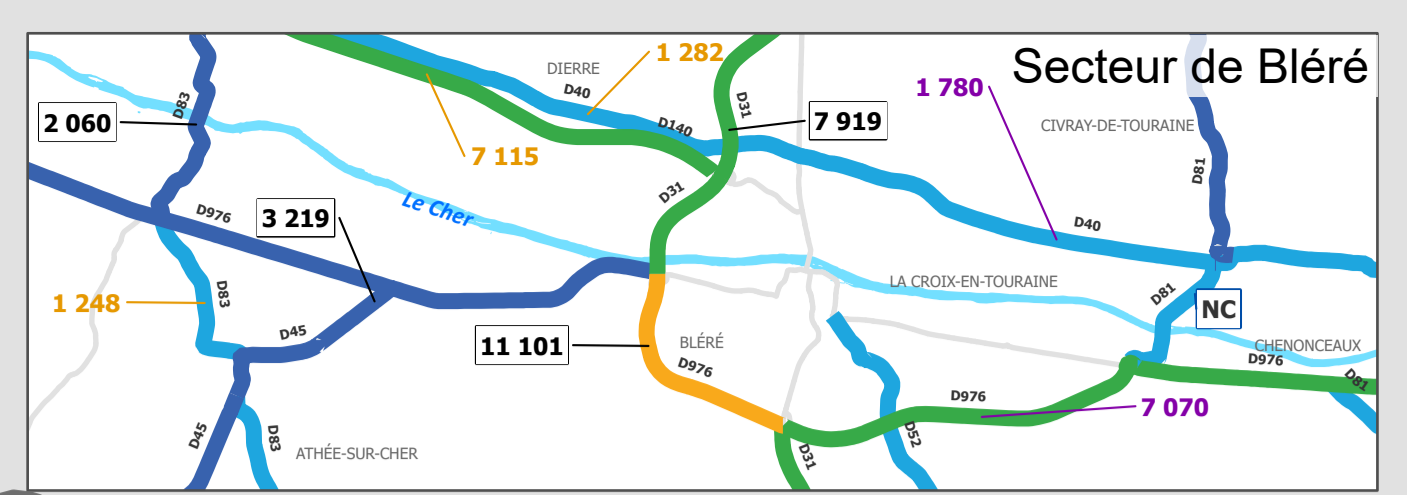 Secteur de Bléré
1 282
DIERRE
D40
1 780
D83
2 060
D31
7 919
D140
CIVRAY-DE-TOURAINE
7 115
D81
D31
Le Cher
D976
3 219
D40
LA CROIX-EN-TOURAINE
1 248
D83
D81
NC
D45
11 101
BLÉRÉ
CHENONCEAUX
D976
D976
D81
D976
7 070
D45
D83
ATHÉE-SUR-CHER
D31
D52